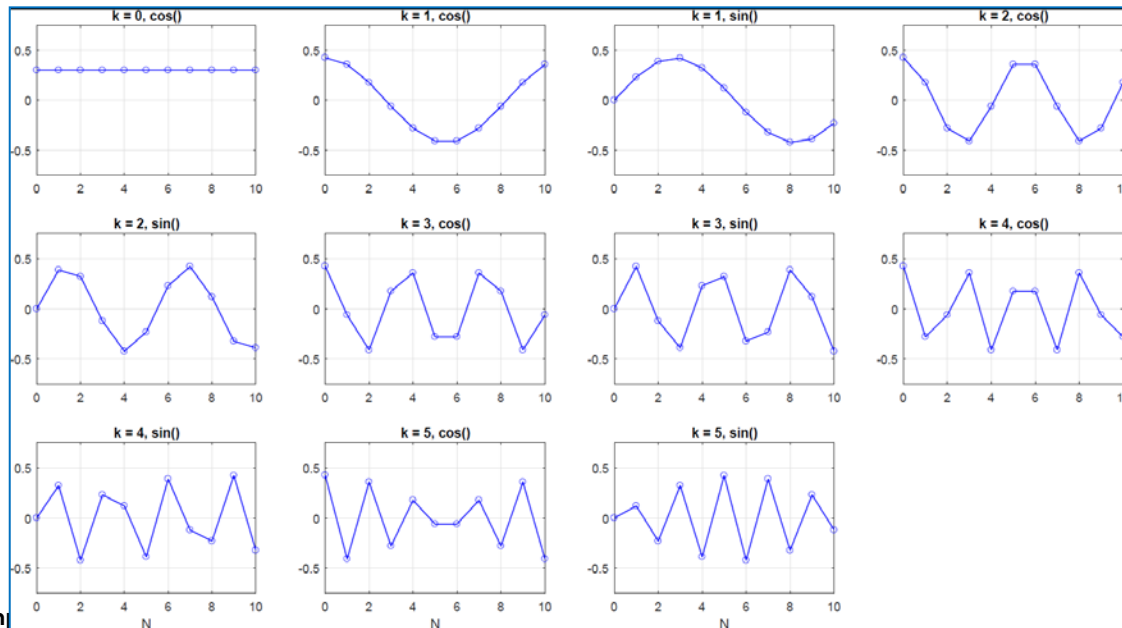 k = 0, cos() k = 1, cos() k = 1, sin() k = 2, cos()
0.5 0.5 0.5 0.5
0 0 0 0
-0.5 -0.5 -0.5 -0.5
0 2 4 6 8 10 0 2 4 6 8 10 0 2 4 6 8 10 0 2 4 6 8
k = 2, sin() k = 3, cos() k = 3, sin() k = 4, cos()
0.5 0.5 0.5 0.5
0 0 0 0
-0.5 -0.5 -0.5 -0.5
0 2 4 6 8 10 0 2 4 6 8 10 0 2 4 6 8 10 0 2 4 6 8
k = 4, sin() k = 5, cos() k = 5, sin()
0.5 0.5 0.5
0 0 0
-0.5 -0.5 -0.5
0 2 4 6 8 10 0 2 4 6 8 10 0 2 4 6 8 10
N N N